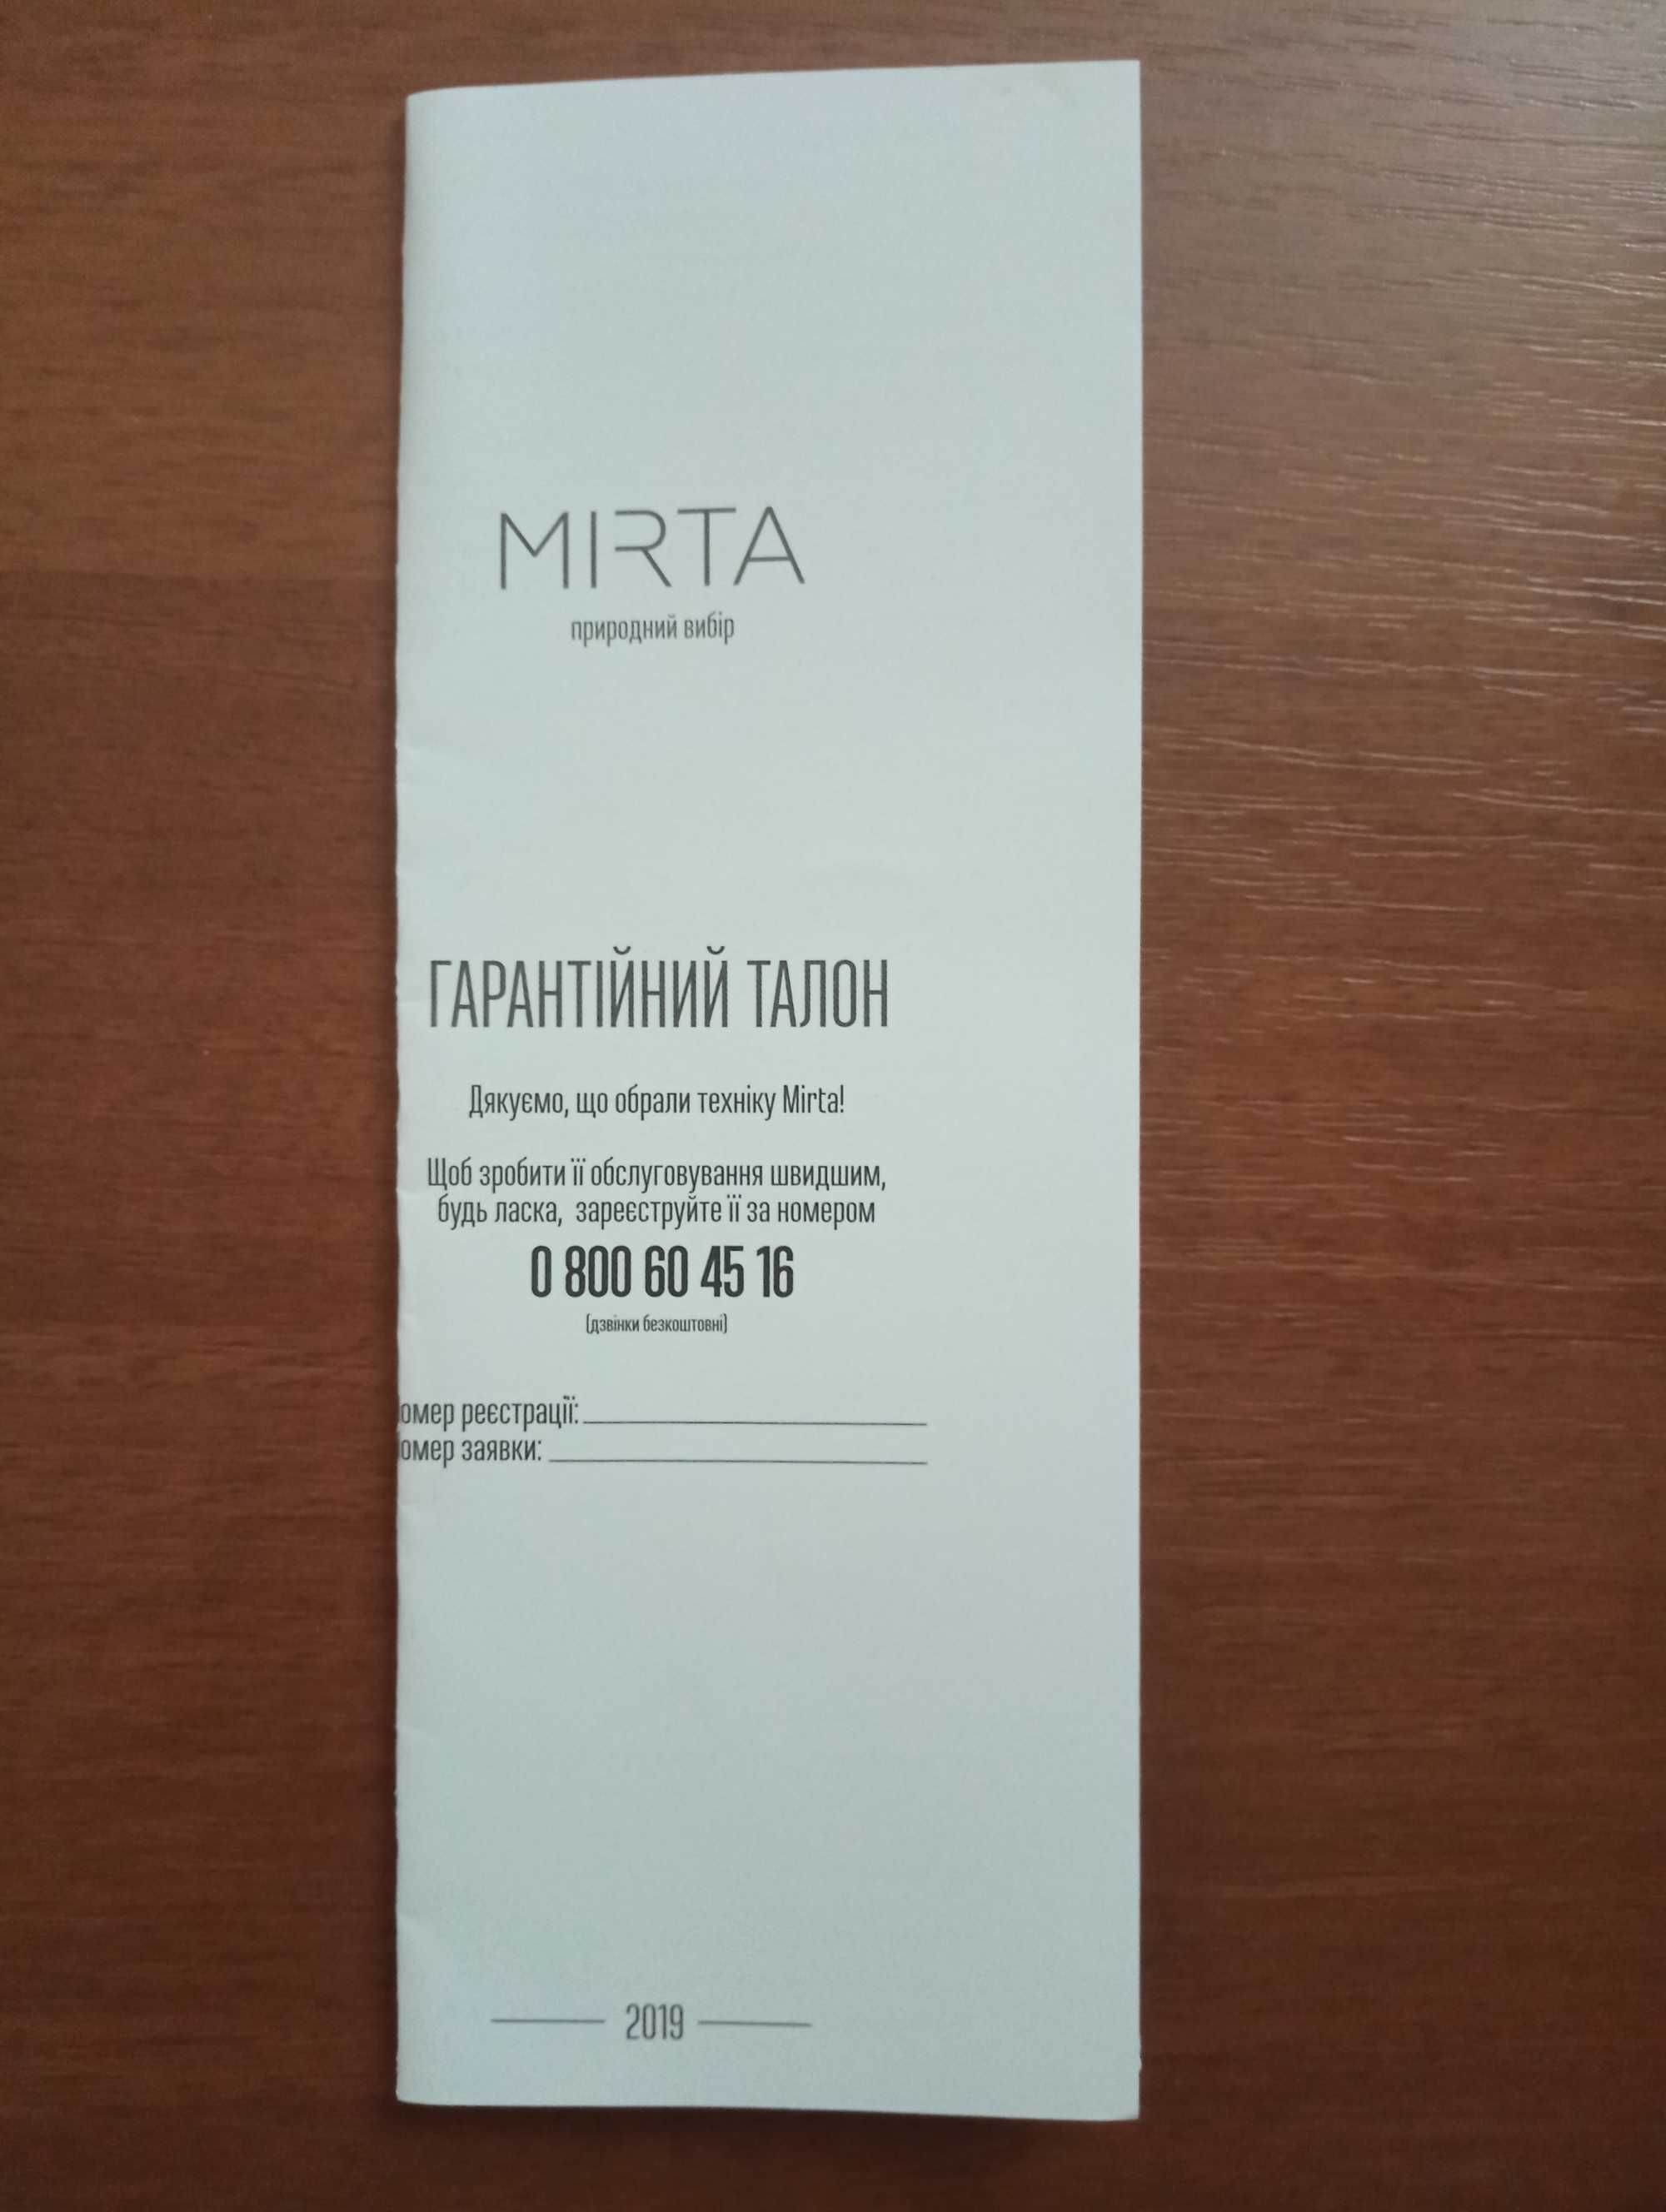 MIRTA
природний вибір
ГАРАНТІЙНИЙ ТАЛОН
Дякуємо, що обрали техніку Mirta!
Щоб зробити її обслуговування швидшим,
будь ласка, зареєструйте її за номером
0 800 60 45 16
(дзвінки безкоштовні)
омер реєстрації:
омер заявки:
2019